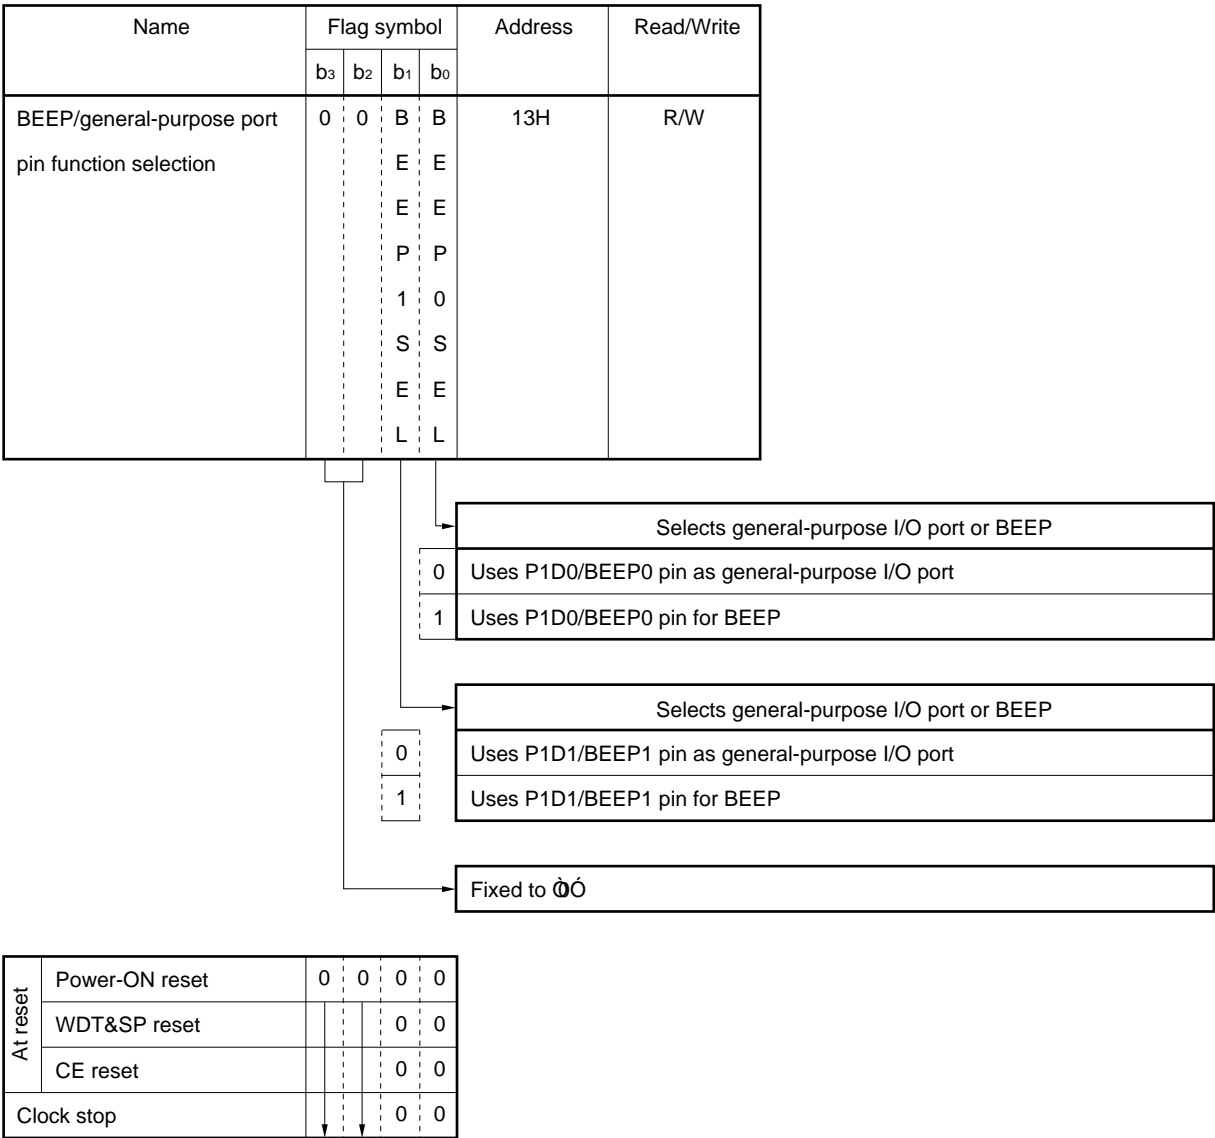 Name Flag symbol Address Read/Write
b3 b2 b1 b0
BEEP/general-purpose port 0 0 B B 13H R/W
pin function selection E E
E E
P P
1 0
S S
E E
L L
Selects general-purpose I/O port or BEEP
0 Uses P1D0/BEEP0 pin as general-purpose I/O port
1 Uses P1D0/BEEP0 pin for BEEP
Selects general-purpose I/O port or BEEP
0 Uses P1D1/BEEP1 pin as general-purpose I/O port
1 Uses P1D1/BEEP1 pin for BEEP
Fixed to
At reset
Power-ON reset 0 0 0 0
WDT&SP reset 0 0
CE reset 0 0
Clock stop 0 0